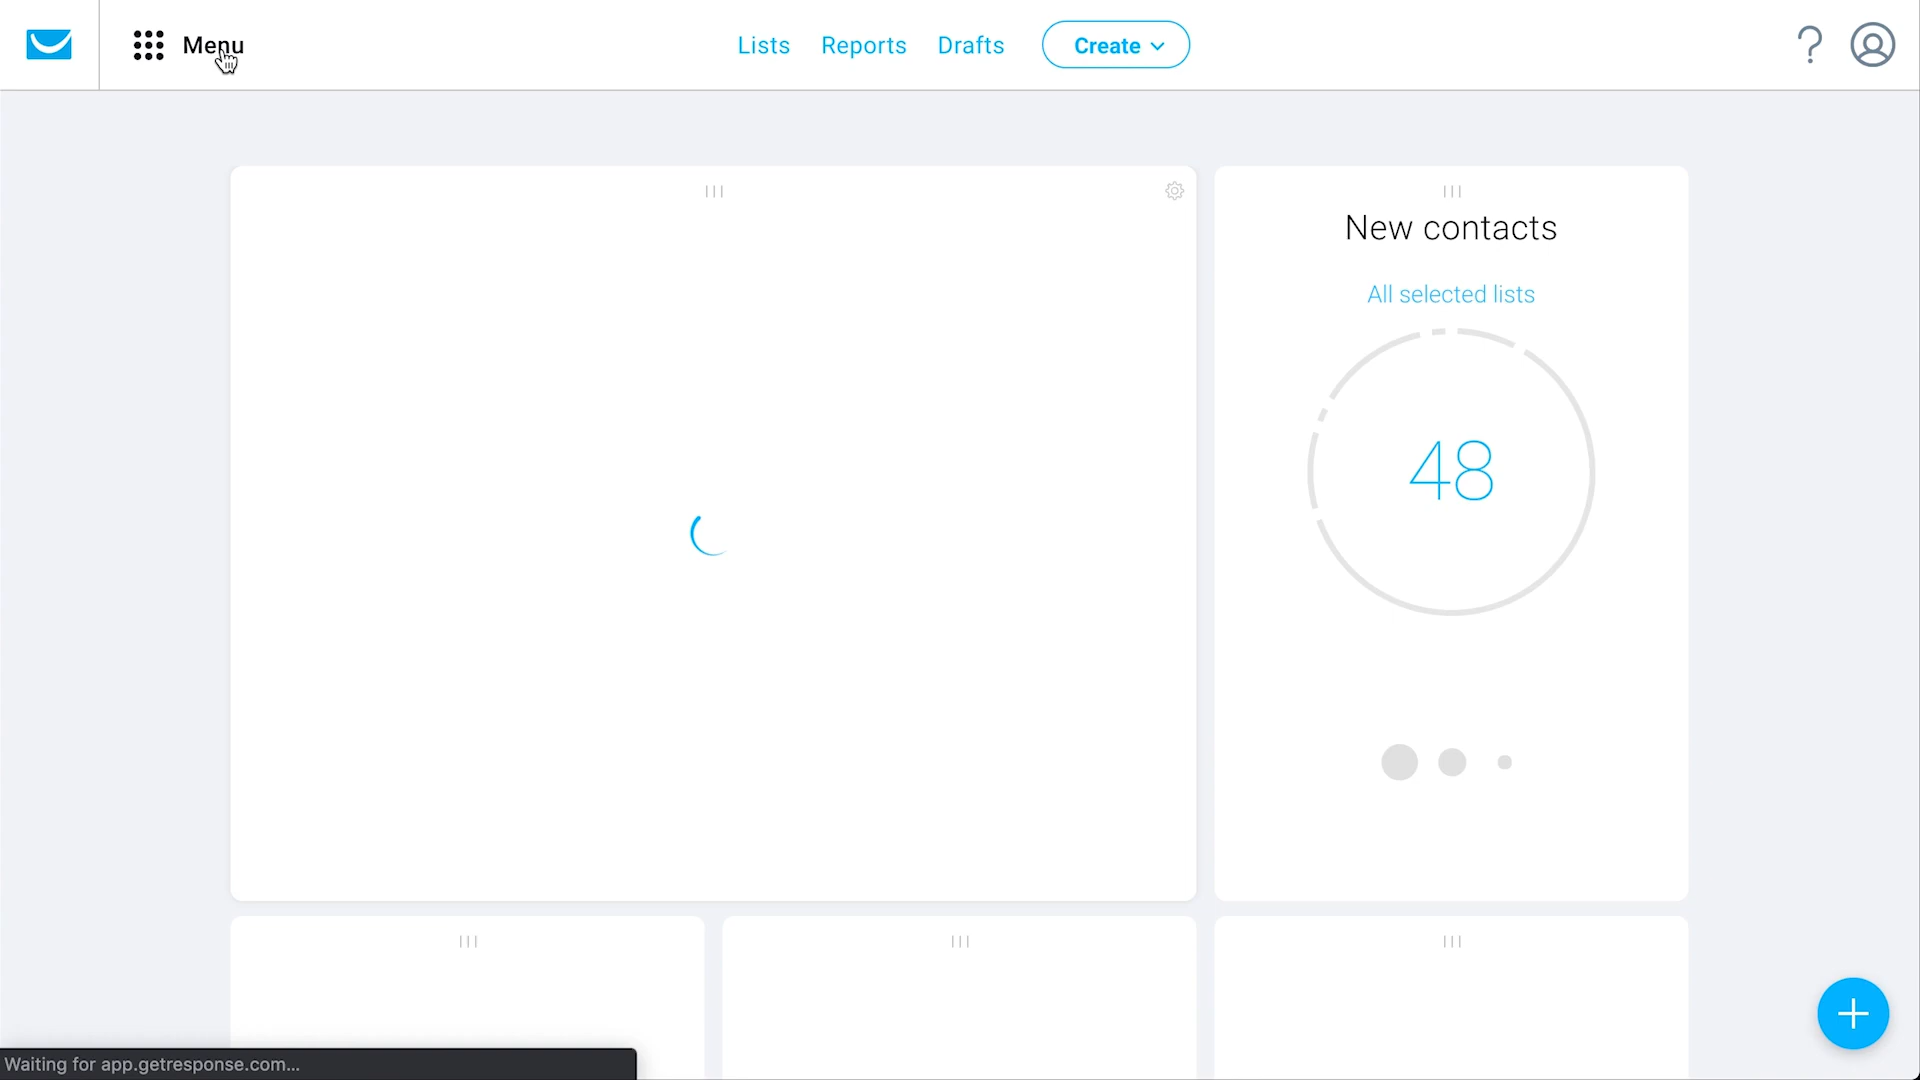 Menu
Lists
Reports
Drafts
Create
New contacts
All selected lists
48
Waiting for app.getresponse.com...